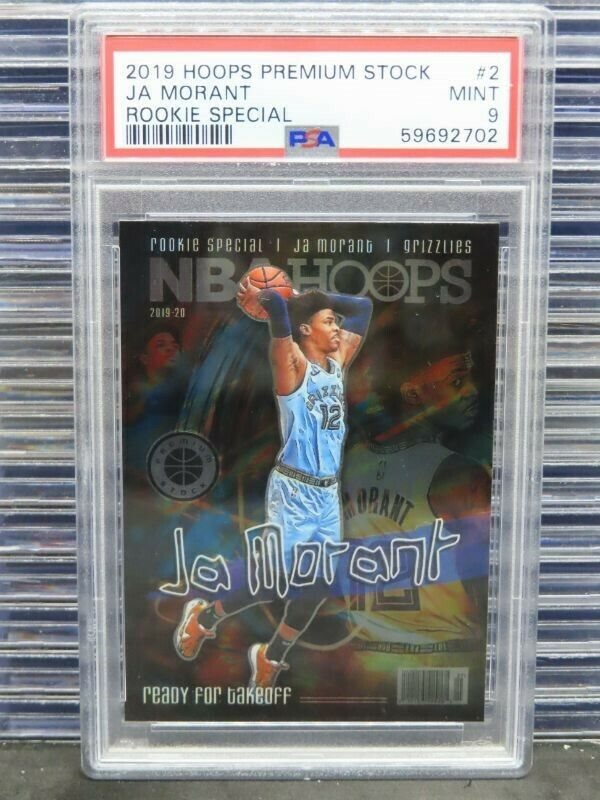 2019 HOOPS PREMIUM STOCK #2
JA MORANT MINT
ROOKIE SPECIAL 9
PSA 59692702
rookie special | Ja morant | grizzlies
NBA HOOPS
2019-20
GRIZZLIES
12
PREMIUM
STOCK
MORANT
Ja Morant
ready for takeoff